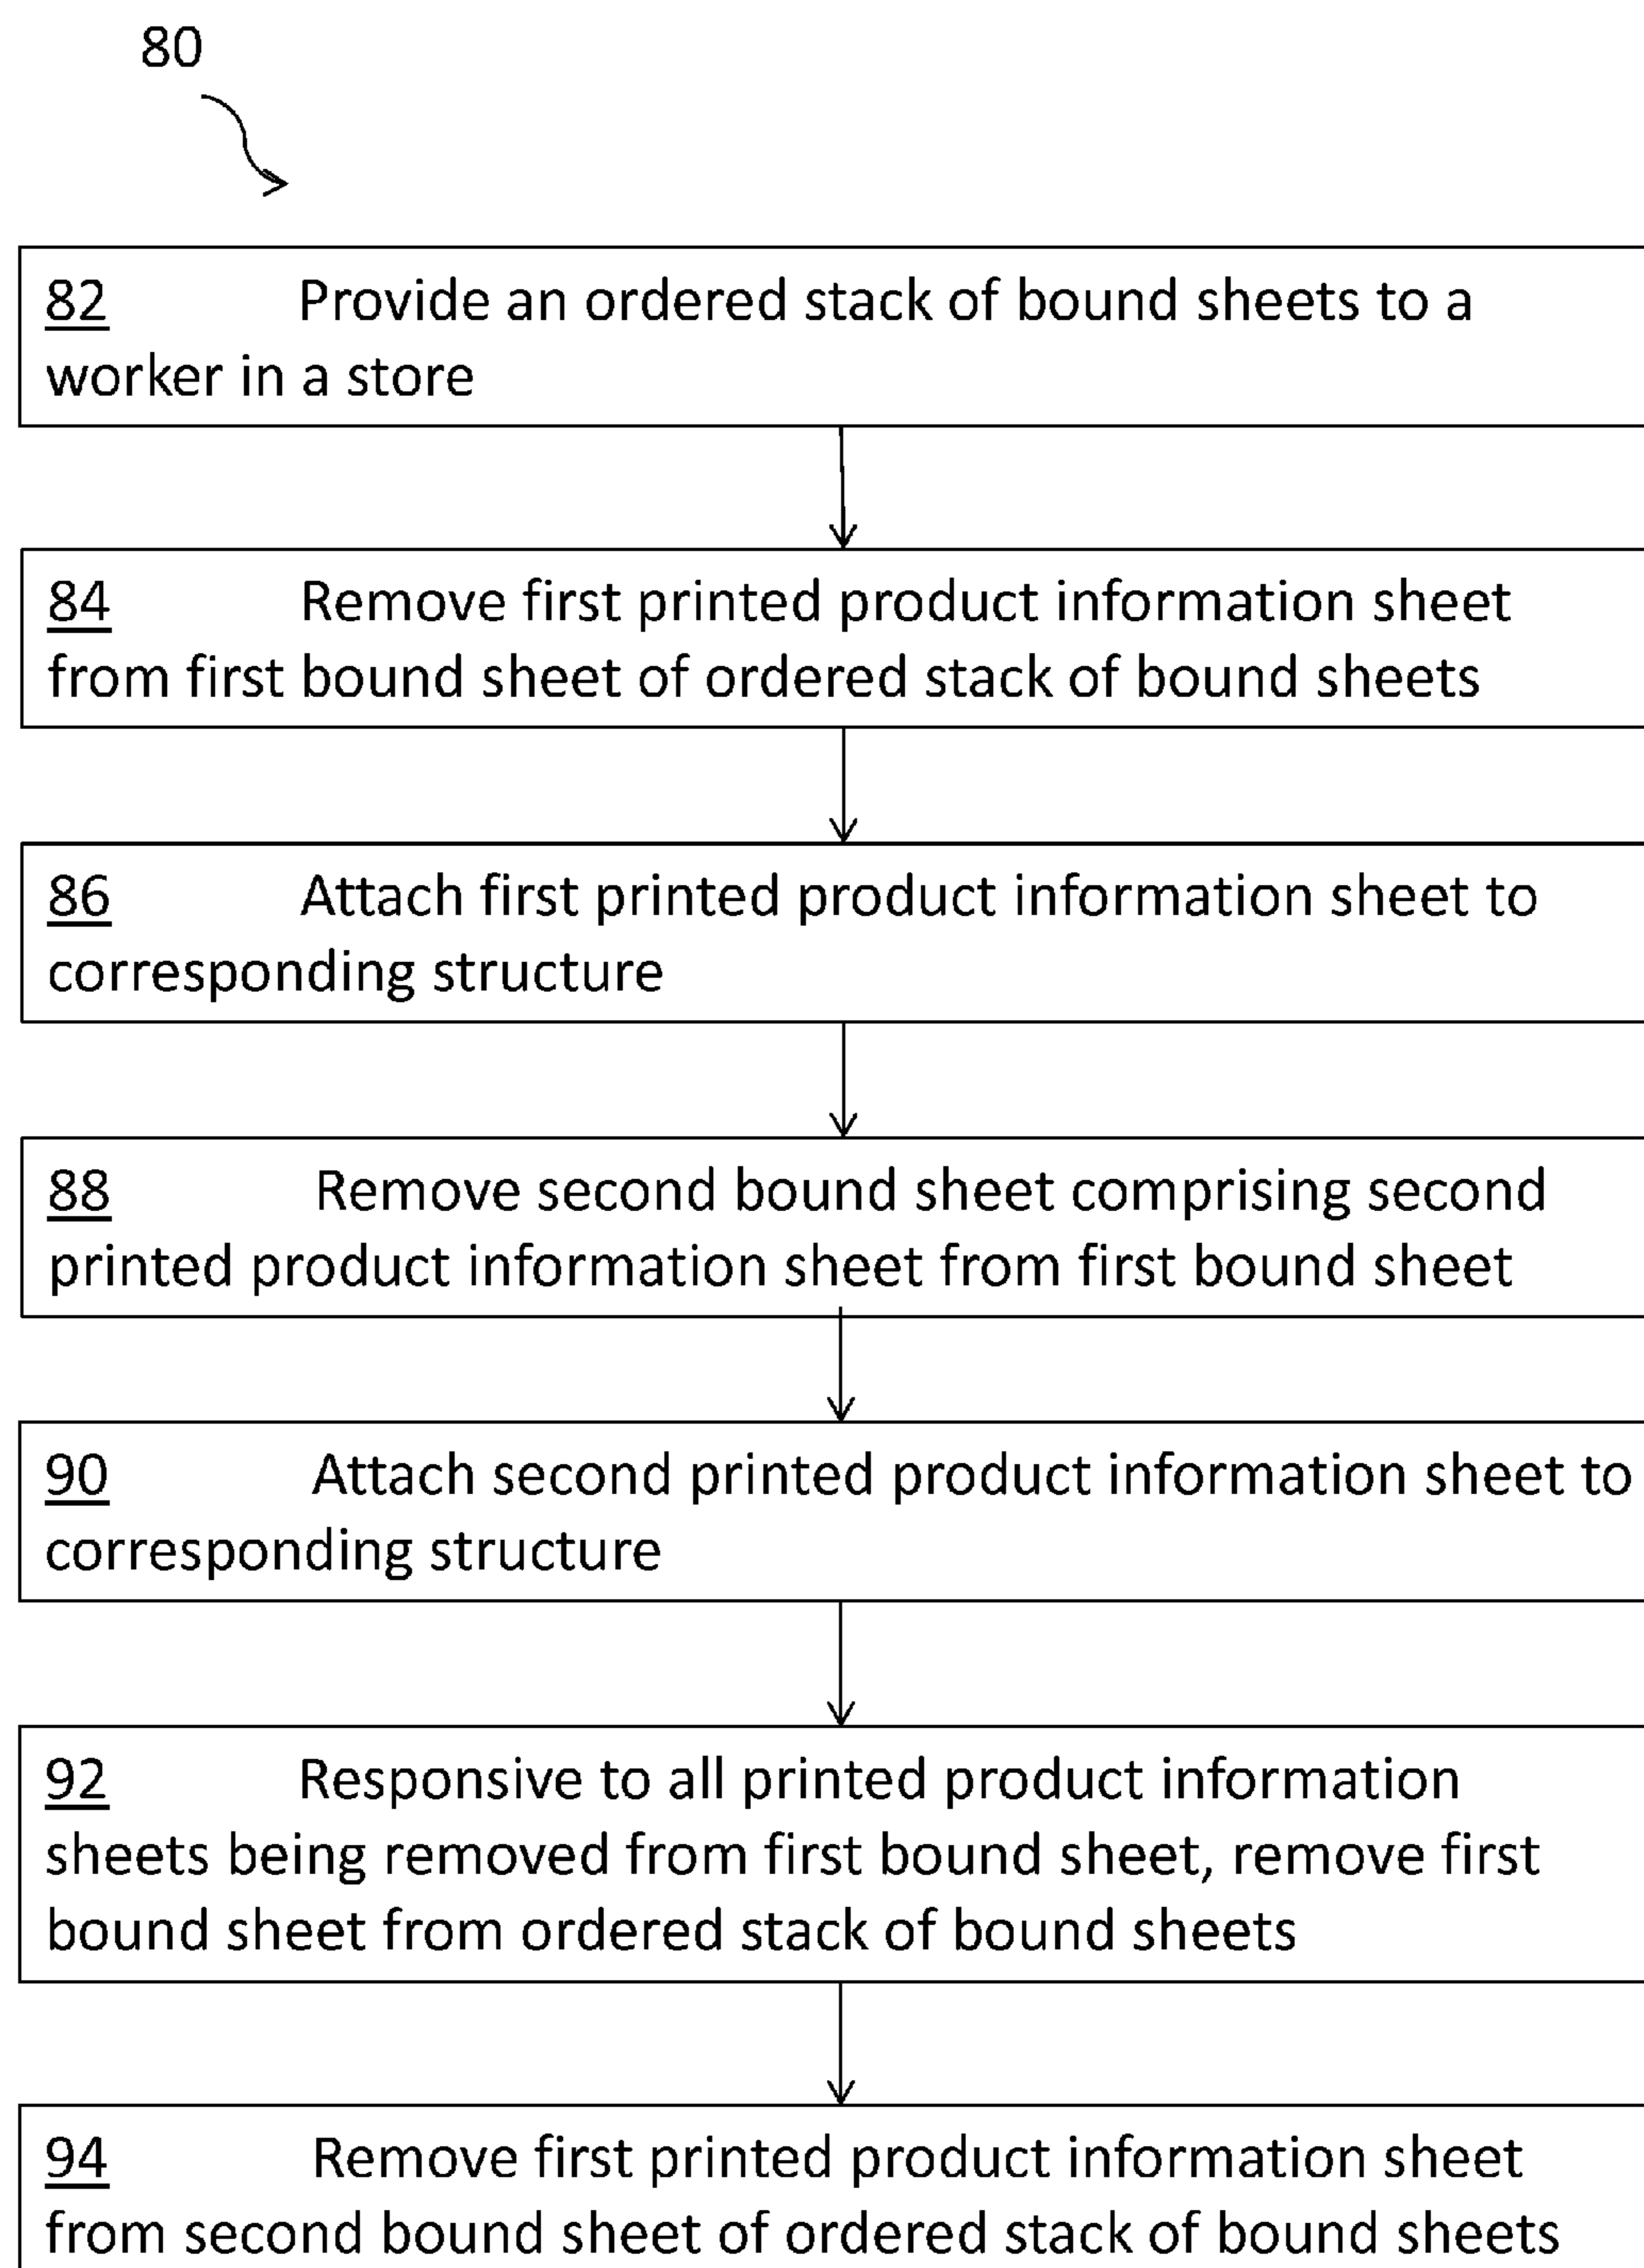 80
82 Provide an ordered stack of bound sheets to a
worker in a store
84 Remove first printed product information sheet
from first bound sheet of ordered stack of bound sheets
86 Attach first printed product information sheet to
corresponding structure
88 Remove second bound sheet comprising second
printed product information sheet from first bound sheet
90 Attach second printed product information sheet to
corresponding structure
92 Responsive to all printed product information
sheets being removed from first bound sheet, remove first
bound sheet from ordered stack of bound sheets
94 Remove first printed product information sheet
from second bound sheet of ordered stack of bound sheets